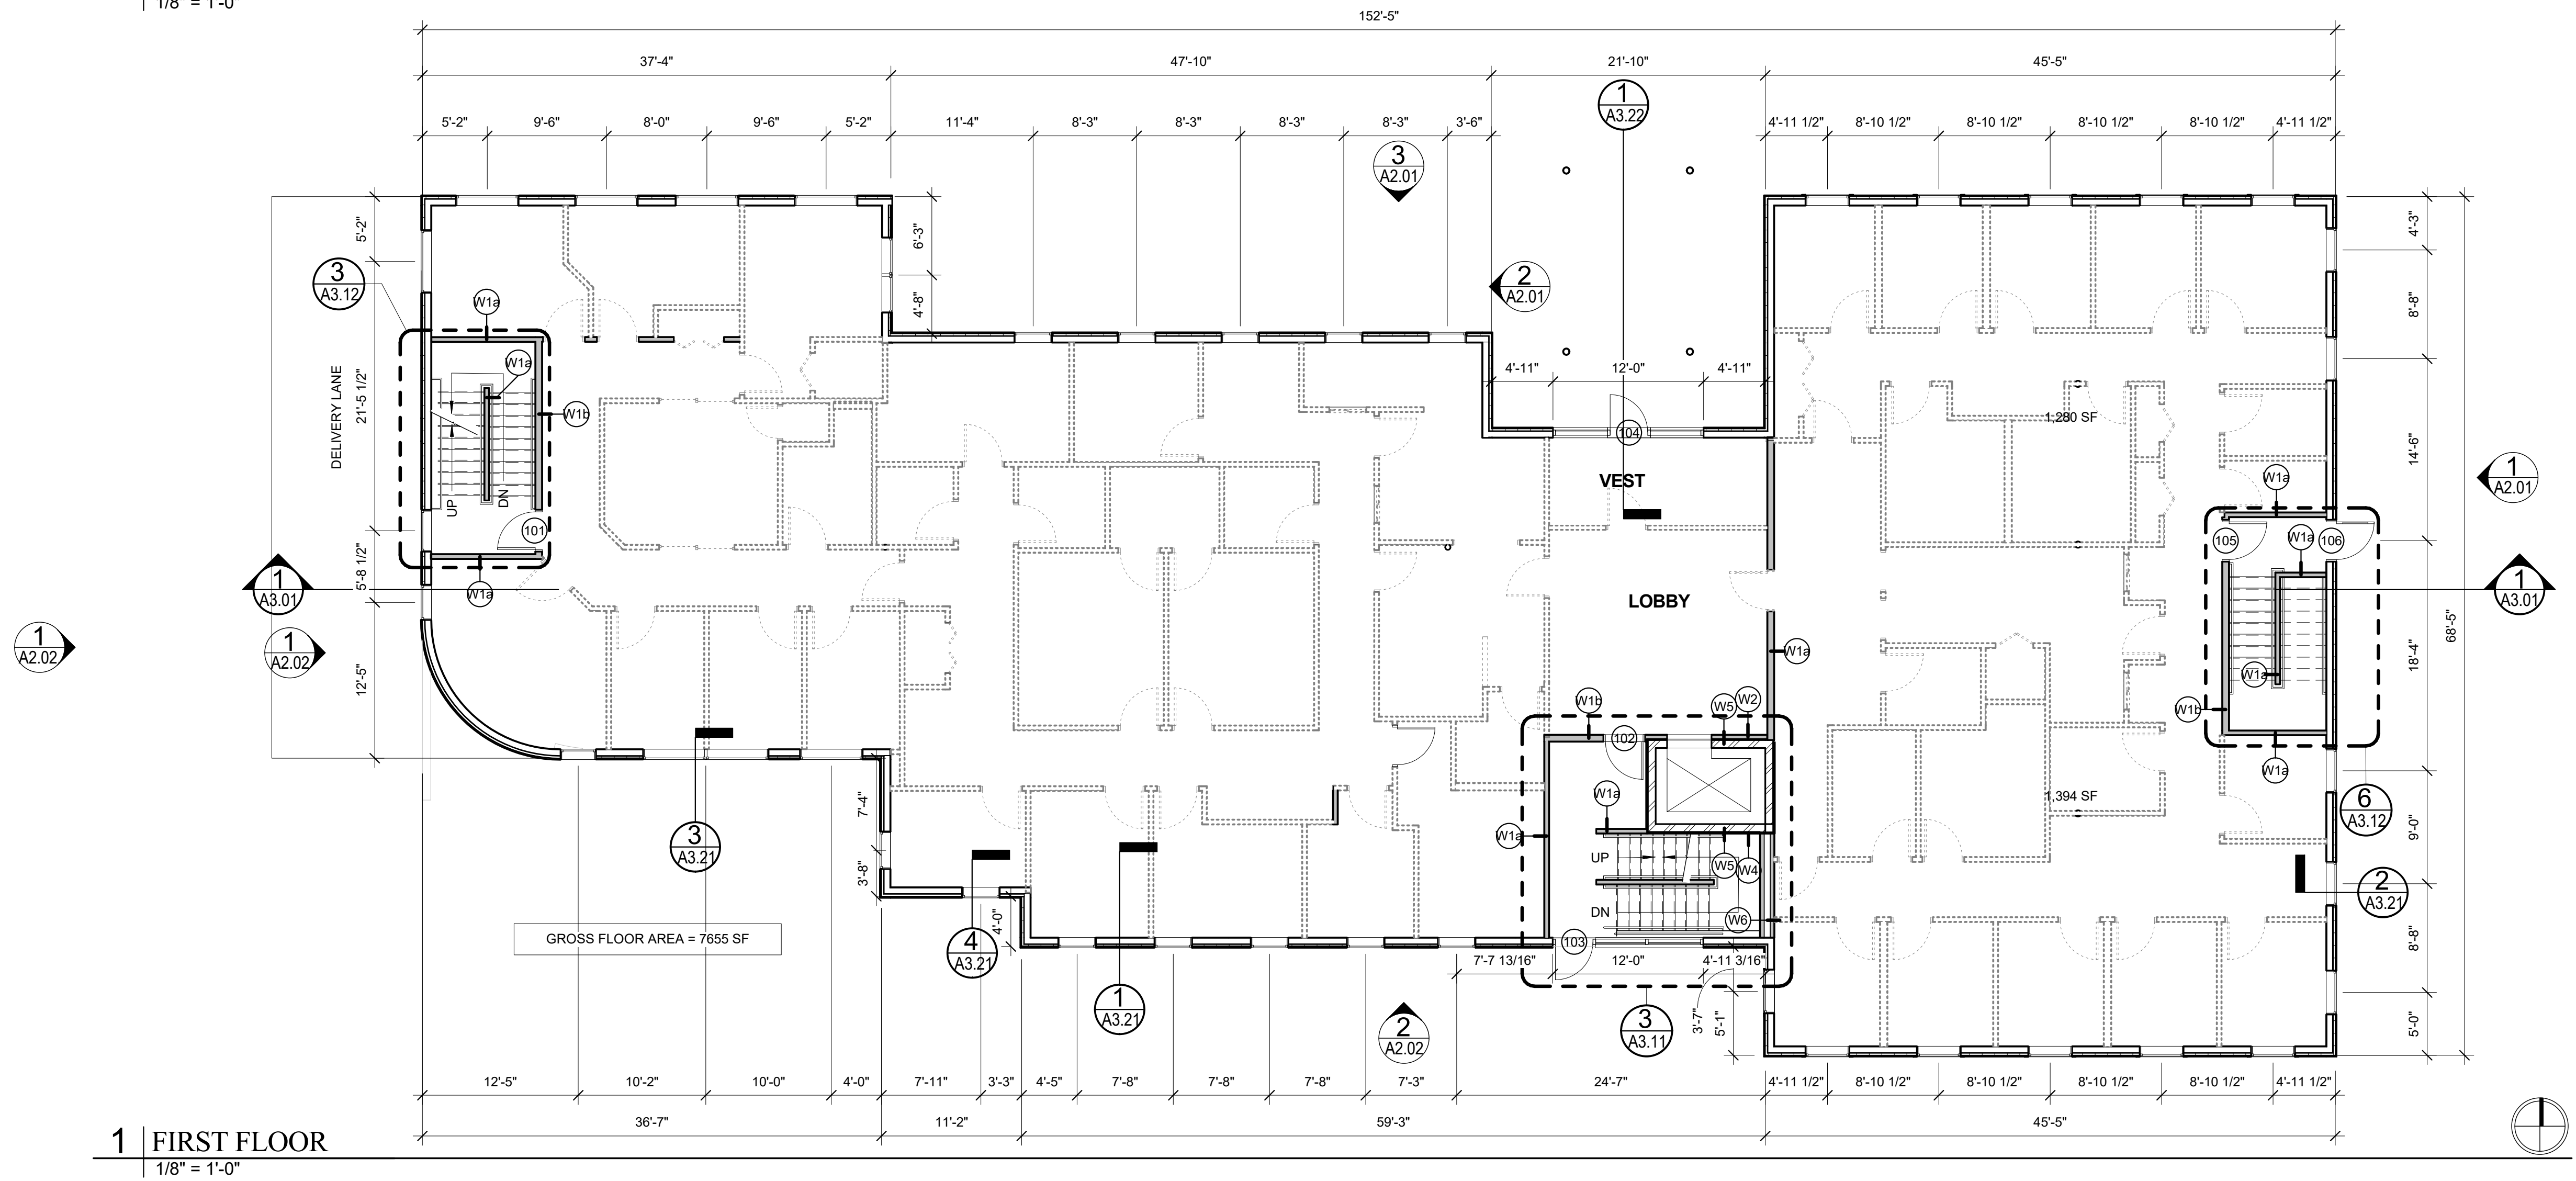 1/8" = 1'-0"
152'-5"
37'-4"
47'-10"
21'-10"
45'-5"
1
A3.22
5'-2"
9'-6"
8'-0"
9'-6"
5'-2"
11'-4"
8'-3"
8'-3"
8'-3"
8'-3"
3'-6"
4'-11 1/2"
8'-10 1/2"
8'-10 1/2"
8'-10 1/2"
8'-10 1/2"
4'-11 1/2"
3
A2.01
2
A2.01
5'-2"
6'-3"
4'-8"
4'-3"
8'-8"
3
A3.12
W1a
W1a
W1b
DELIVERY LANE
21'-5 1/2"
UP
DN
101
W1a
5'-8 1/2"
12'-5"
4'-11"
12'-0"
4'-11"
104
VEST
LOBBY
1,280 SF
14'-6"
1
A2.01
W1a
105
W1a
106
1
A3.01
1
A3.01
1
A2.02
1
A2.02
68'-5"
18'-4"
W1a
W1a
W1b
W1a
W1b
W5
W2
102
W1a
W1a
UP
DN
W5
W4
W6
103
1,394 SF
6
A3.12
9'-0"
2
A3.21
8'-8"
5'-0"
3
A3.21
7'-4"
3'-8"
4'-0"
GROSS FLOOR AREA = 7655 SF
4
A3.21
1
A3.21
7'-7 13/16"
12'-0"
4'-11 3/16"
3'-7"
5'-1"
2
A2.02
3
A3.11
12'-5"
10'-2"
10'-0"
4'-0"
7'-11"
3'-3"
4'-5"
7'-8"
7'-8"
7'-8"
7'-3"
24'-7"
4'-11 1/2"
8'-10 1/2"
8'-10 1/2"
8'-10 1/2"
8'-10 1/2"
4'-11 1/2"
36'-7"
11'-2"
59'-3"
45'-5"
1 FIRST FLOOR
1/8" = 1'-0"